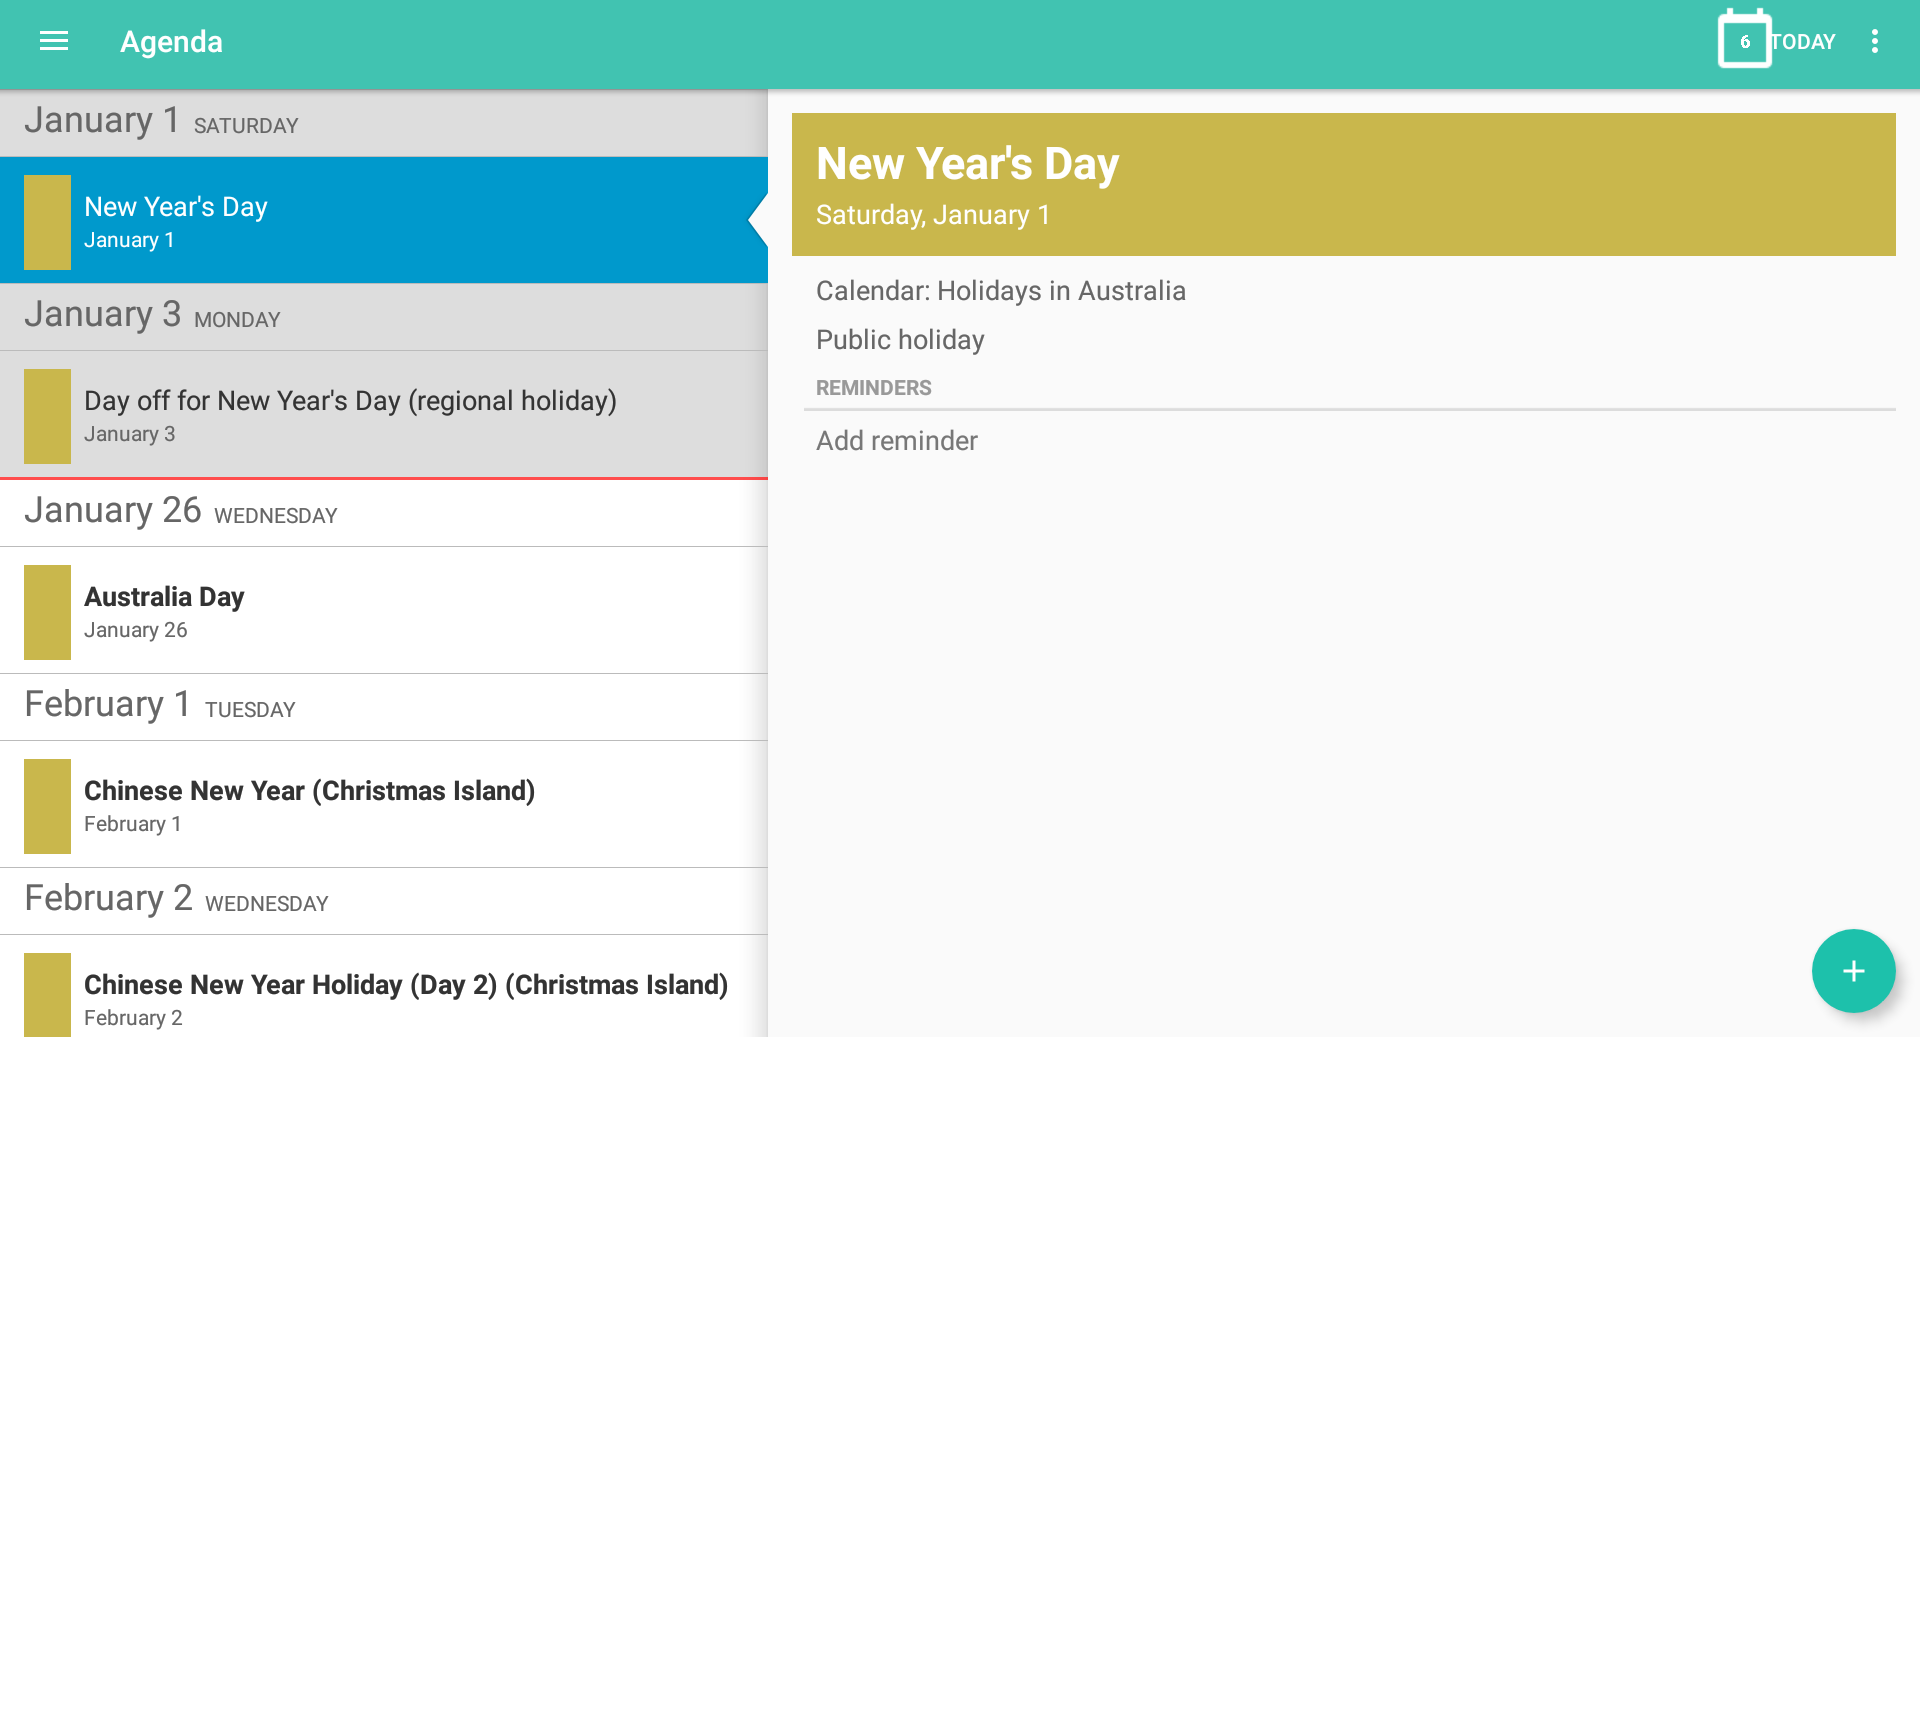 Agenda
6 TODAY
January 1 SATURDAY
New Year's Day
January 1
January 3 MONDAY
Day off for New Year's Day (regional holiday)
January 3
January 26 WEDNESDAY
Australia Day
January 26
February 1 TUESDAY
Chinese New Year (Christmas Island)
February 1
February 2 WEDNESDAY
Chinese New Year Holiday (Day 2) (Christmas Island)
February 2
New Year's Day
Saturday, January 1
Calendar: Holidays in Australia
Public holiday
REMINDERS
Add reminder